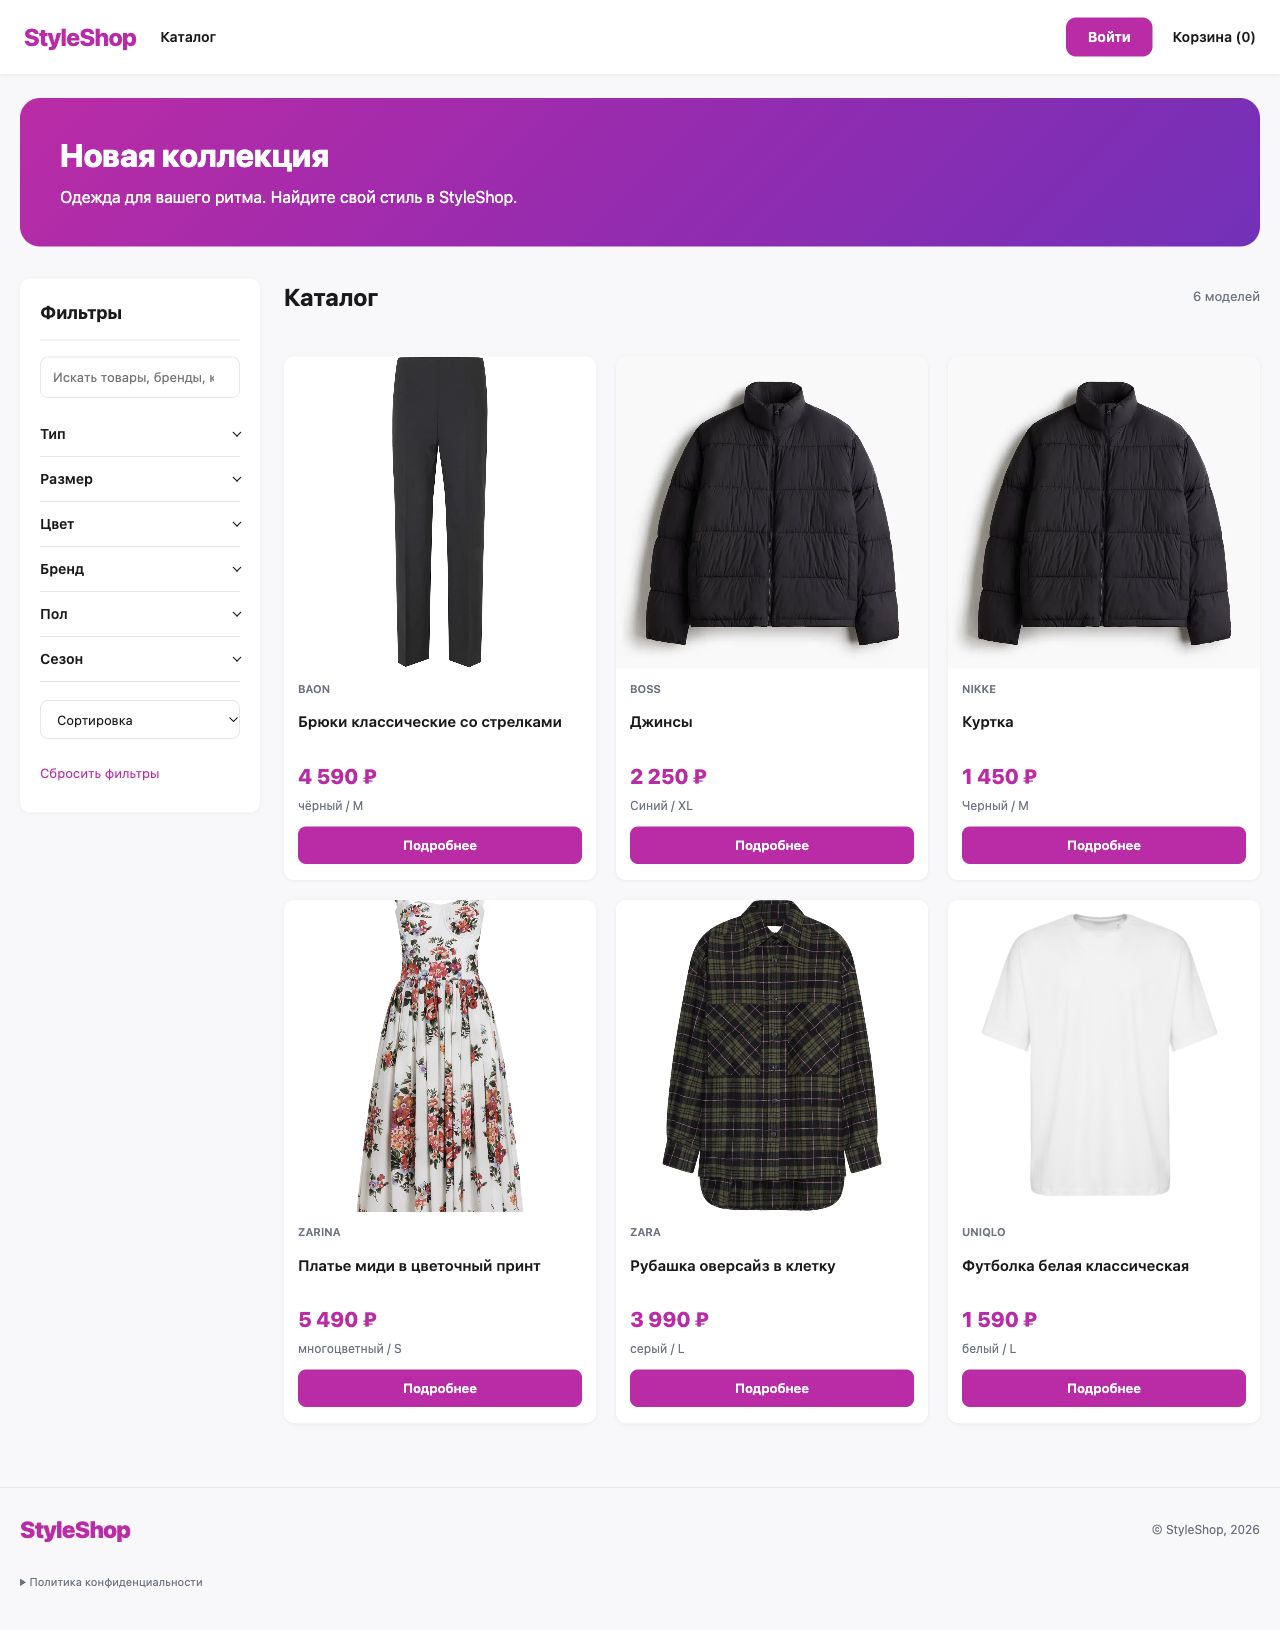 StyleShop
Каталог
Войти
Корзина (0)
Новая коллекция
Одежда для вашего ритма. Найдите свой стиль в StyleShop.
Фильтры
Искать товары, бренды, к
Тип
Размер
Цвет
Бренд
Пол
Сезон
Сортировка
Сбросить фильтры
Каталог
6 моделей
BAON
Брюки классические со стрелками
4 590 ₽
чёрный / M
Подробнее
BOSS
Джинсы
2 250 ₽
Синий / XL
Подробнее
NIKKE
Куртка
1 450 ₽
Черный / M
Подробнее
ZARINA
Платье миди в цветочный принт
5 490 ₽
многоцветный / S
Подробнее
ZARA
Рубашка оверсайз в клетку
3 990 ₽
серый / L
Подробнее
UNIQLO
Футболка белая классическая
1 590 ₽
белый / L
Подробнее
StyleShop
© StyleShop, 2026
Политика конфиденциальности